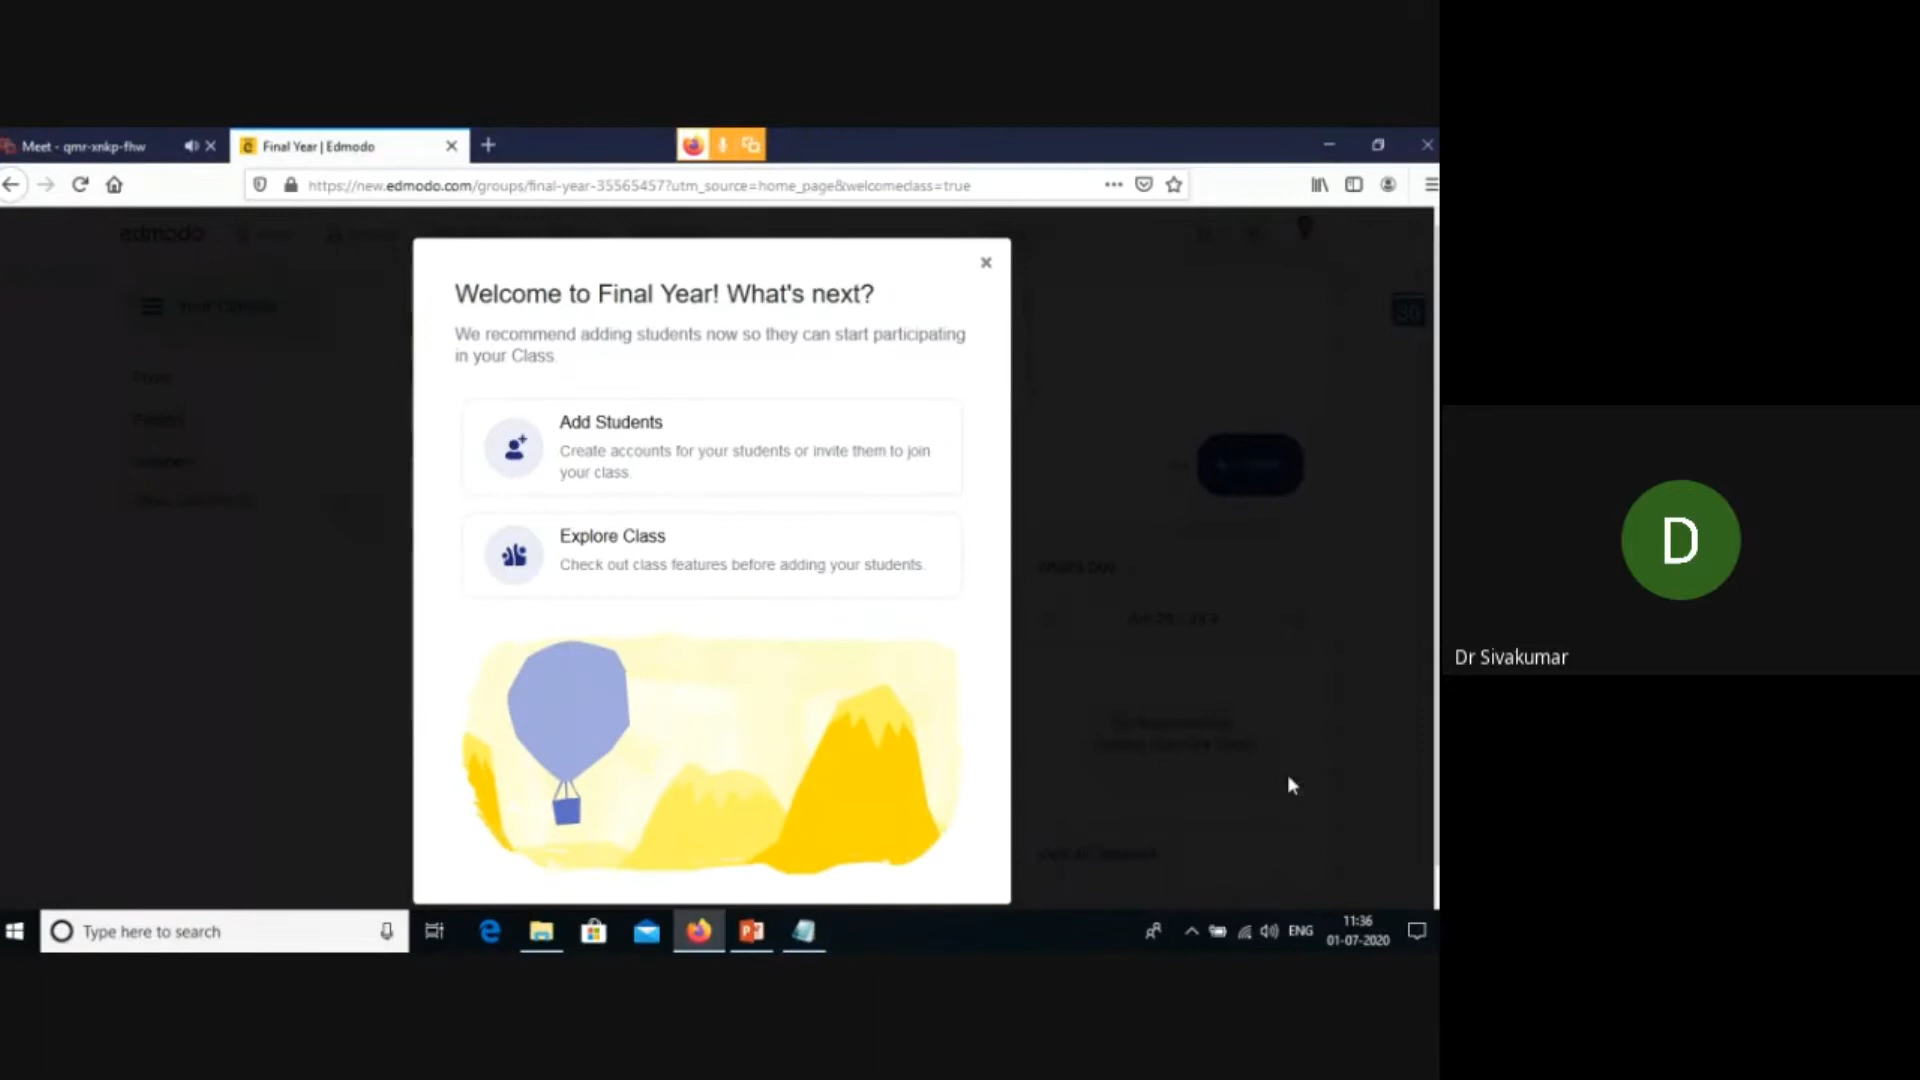 Meet - qmr-xnkp-fhw
Final Year | Edmodo
https://new.edmodo.com/groups/final-year-35565457?utm_source=home_page&welcomeclass=true
edmodo
Welcome to Final Year! What's next?
We recommend adding students now so they can start participating
in your Class.
Add Students
Create accounts for your students or invite them to join
your class.
Explore Class
Check out class features before adding your students.
30
D
Dr Sivakumar
Type here to search
ENG
11:36
01-07-2020